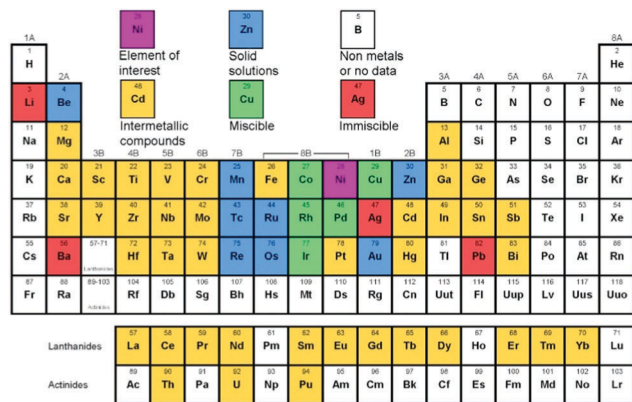 28 30 5
Ni Zn B
Element of interest Solid solutions Non metals or no data
48 29 47
Cd Cu Ag
Intermetallic compounds Miscible Immiscible
1A 8A
1 2
H He
2A 3A 4A 5A 6A 7A
3 4 5 6 7 8 9 10
Li Be B C N O F Ne
11 12 13 14 15 16 17 18
Na Mg Al Si P S Cl Ar
3B 4B 5B 6B 7B 8B 1B 2B
19 20 21 22 23 24 25 26 27 28 29 30 31 32 33 34 35 36
K Ca Sc Ti V Cr Mn Fe Co Ni Cu Zn Ga Ge As Se Br Kr
37 38 39 40 41 42 43 44 45 46 47 48 49 50 51 52 53 54
Rb Sr Y Zr Nb Mo Tc Ru Rh Pd Ag Cd In Sn Sb Te I Xe
55 56 57-71 72 73 74 75 76 77 78 79 80 81 82 83 84 85 86
Cs Ba Lanthanides Hf Ta W Re Os Ir Pt Au Hg Tl Pb Bi Po At Rn
87 88 89-103 104 105 106 107 108 109 110 111 112 113 114 115 116 117 118
Fr Ra Actinides Rf Db Sg Bh Hs Mt Ds Rg Cn Uut Fl Uup Lv Uus Uuo
57 58 59 60 61 62 63 64 65 66 67 68 69 70 71
Lanthanides La Ce Pr Nd Pm Sm Eu Gd Tb Dy Ho Er Tm Yb Lu
89 90 91 92 93 94 95 96 97 98 99 100 101 102 103
Actinides Ac Th Pa U Np Pu Am Cm Bk Cf Es Fm Md No Lr